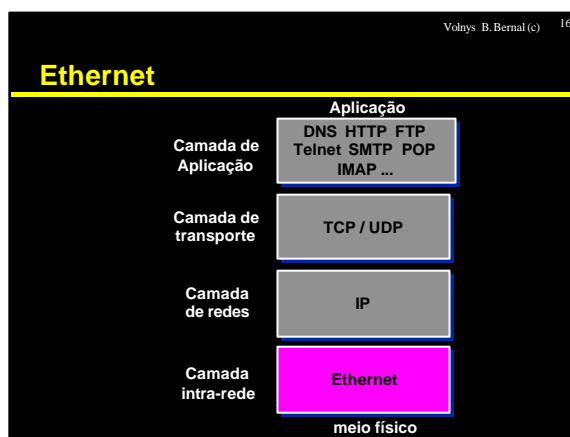 Volnys B. Bernal (c) 16
Ethernet
Aplicação
Camada de
Aplicação
DNS HTTP FTP
Telnet SMTP POP
IMAP ...
Camada de
transporte
TCP / UDP
Camada
de redes
IP
Camada
intra-rede
Ethernet
meio físico